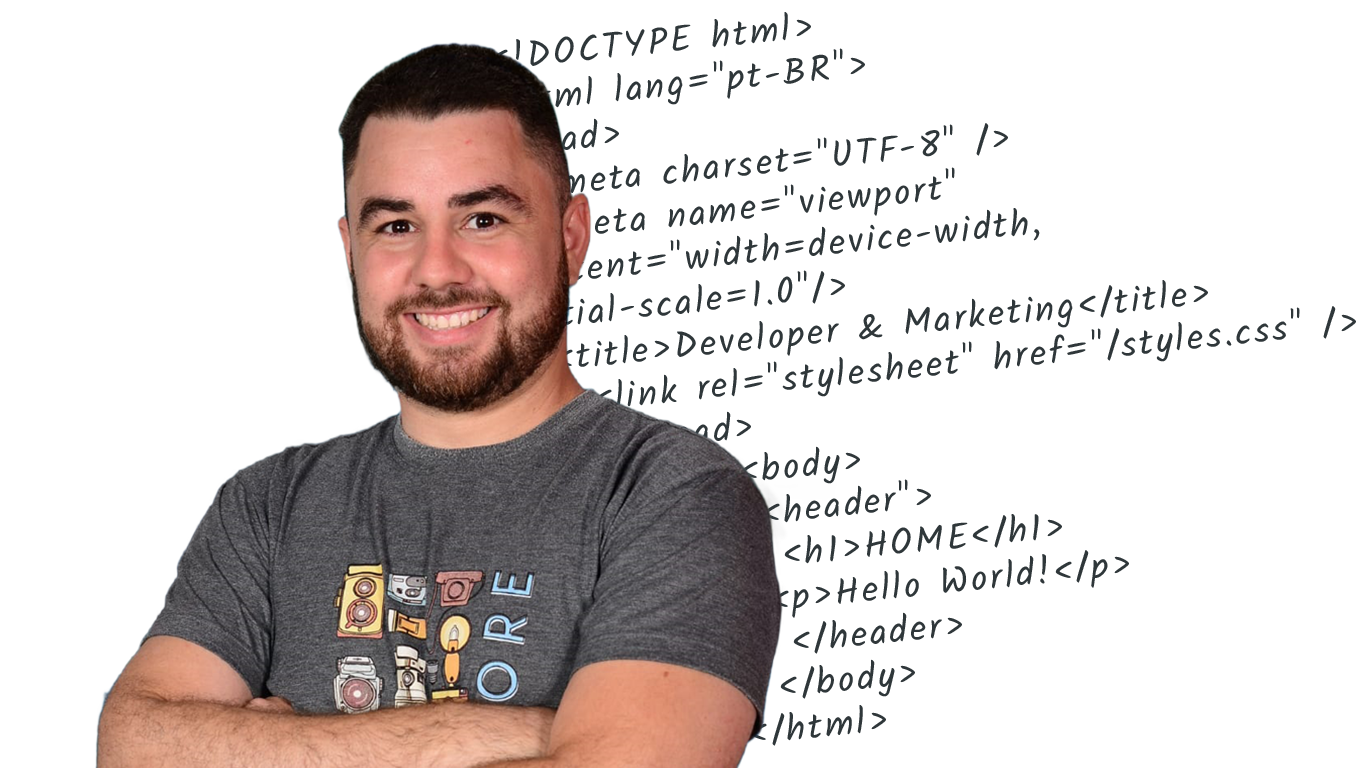 <!DOCTYPE html>
ml lang="pt-BR">
ad>
meta charset="UTF-8" />
eta name="viewport"
tent="width=device-width,
tial-scale=1.0"/>
<title>Developer & Marketing</title>
<link rel="stylesheet" href="/styles.css" />
ad>
<body>
<header">
<h1>HOME</h1>
<p>Hello World!</p>
</header>
</body>
</html>
ORE